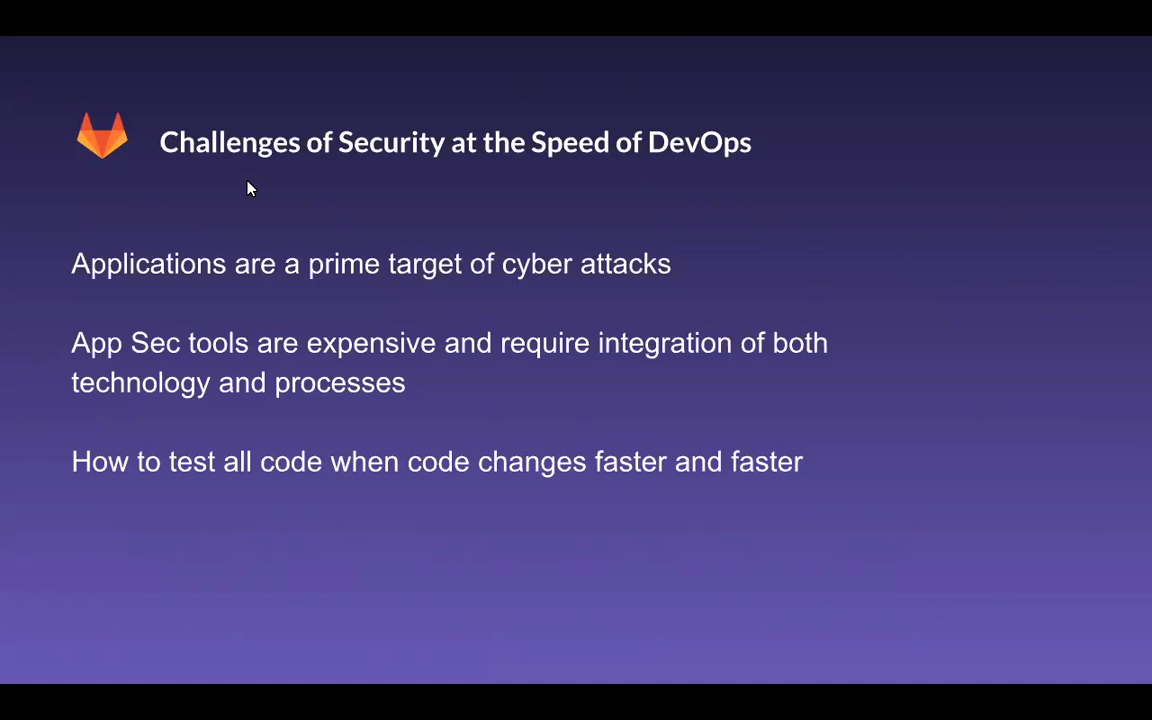 Challenges of Security at the Speed of DevOps
Applications are a prime target of cyber attacks
App Sec tools are expensive and require integration of both
technology and processes
How to test all code when code changes faster and faster